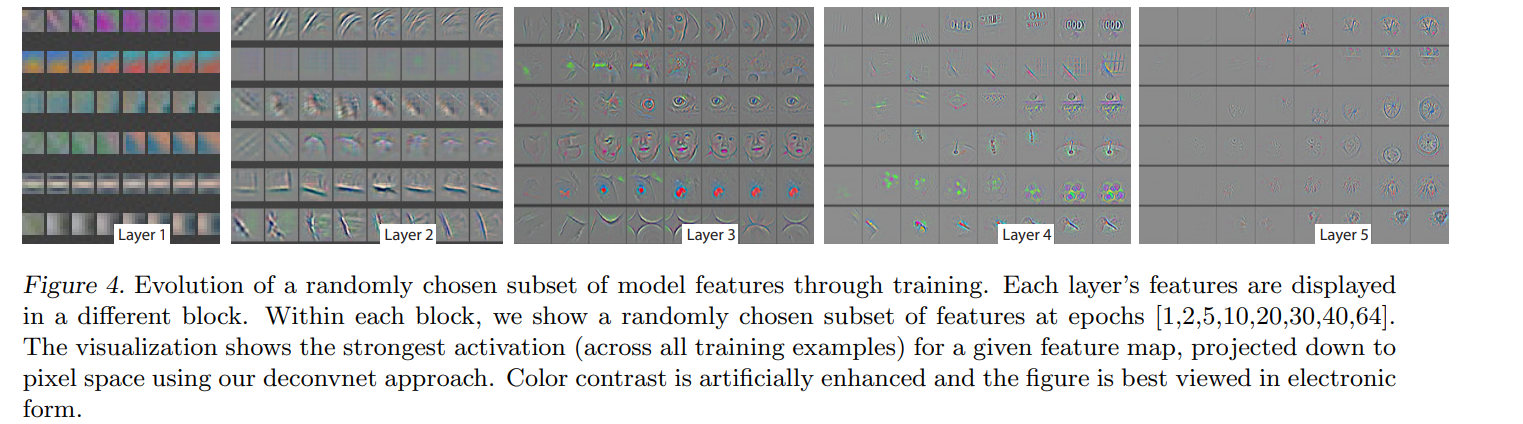 Layer 1
Layer 2
Layer 3
Layer 4
Layer 5
Figure 4. Evolution of a randomly chosen subset of model features through training. Each layer's features are displayed
in a different block. Within each block, we show a randomly chosen subset of features at epochs [1,2,5,10,20,30,40,64].
The visualization shows the strongest activation (across all training examples) for a given feature map, projected down to
pixel space using our deconvnet approach. Color contrast is artificially enhanced and the figure is best viewed in electronic
form.